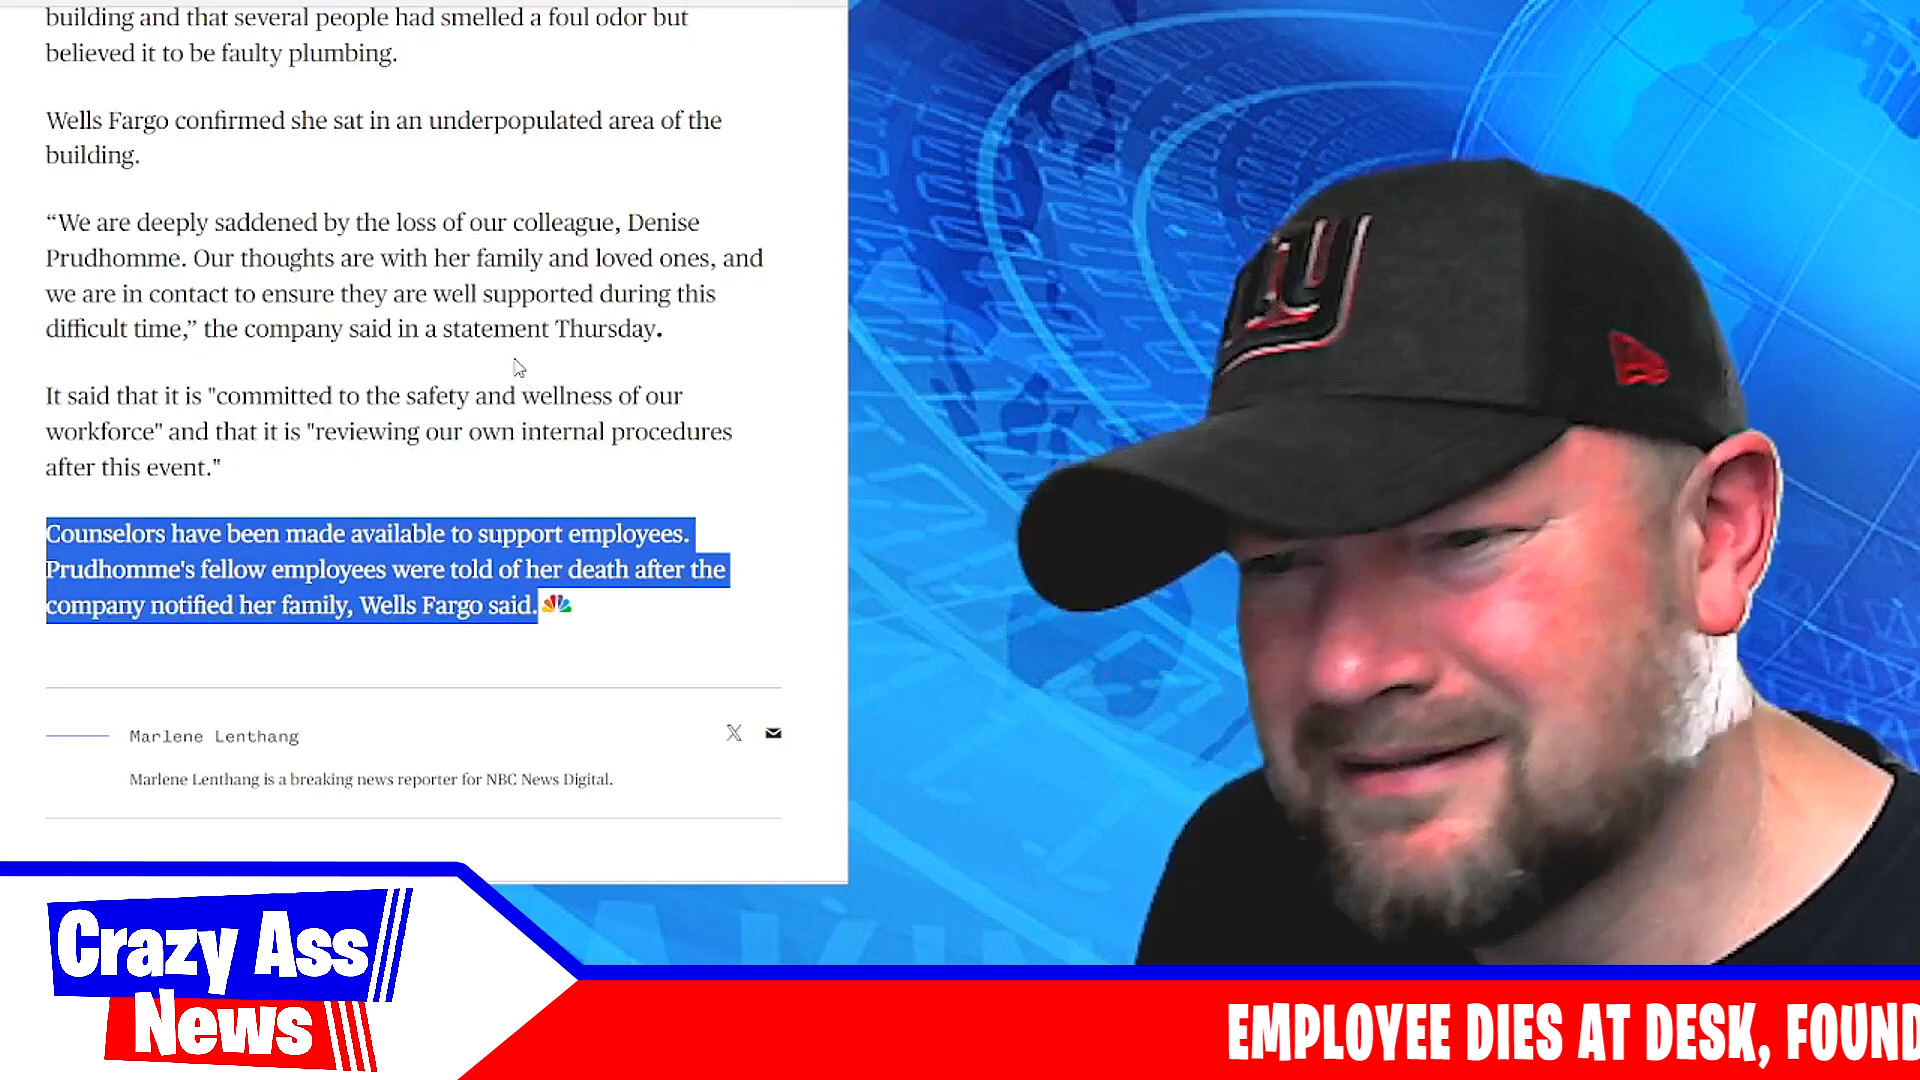 building and that several people had smelled a foul odor but
believed it to be faulty plumbing.
Wells Fargo confirmed she sat in an underpopulated area of the
building.
“We are deeply saddened by the loss of our colleague, Denise
Prudhomme. Our thoughts are with her family and loved ones, and
we are in contact to ensure they are well supported during this
difficult time,” the company said in a statement Thursday.
It said that it is "committed to the safety and wellness of our
workforce" and that it is "reviewing our own internal procedures
after this event."
Counselors have been made available to support employees.
Prudhomme's fellow employees were told of her death after the
company notified her family, Wells Fargo said.
Marlene Lenthang
Marlene Lenthang is a breaking news reporter for NBC News Digital.
Crazy Ass
News
EMPLOYEE DIES AT DESK, FOUND
ny